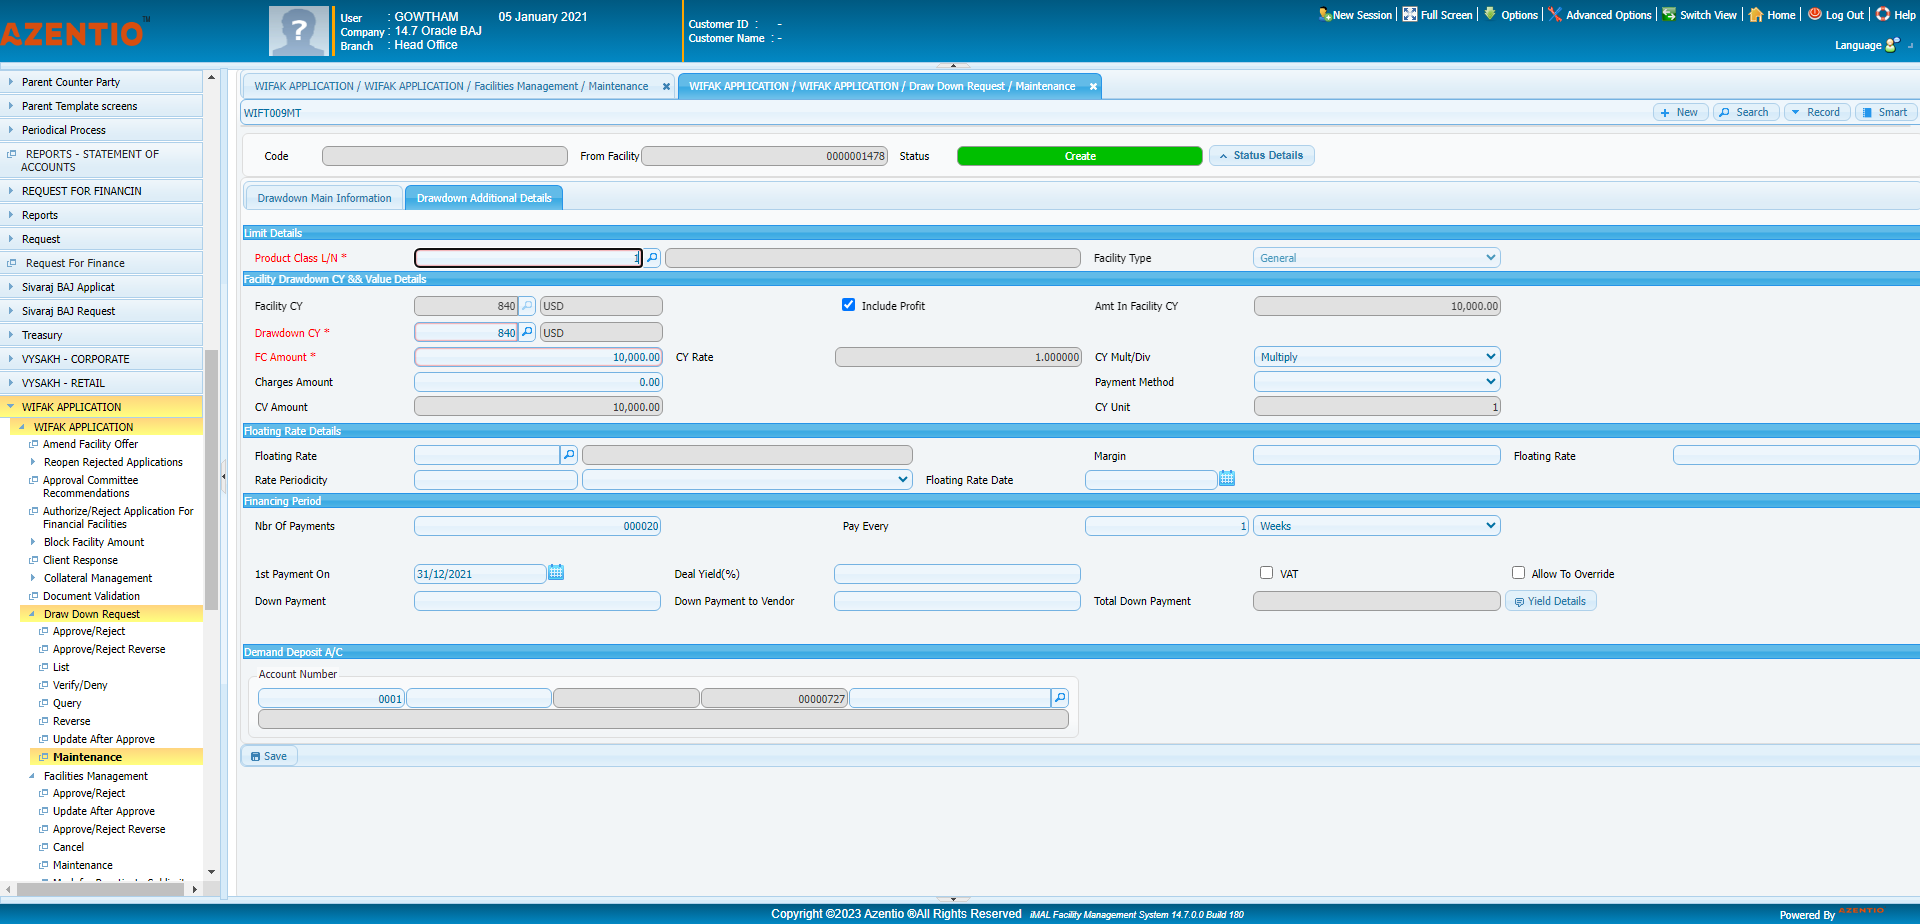 AZENTIO™
User : GOWTHAM 05 January 2021
Company : 14.7 Oracle BAJ
Branch : Head Office
Customer ID : -
Customer Name : -
New Session Full Screen Options Advanced Options Switch View Home Log Out Help
Language
Parent Counter Party
Parent Template screens
Periodical Process
REPORTS - STATEMENT OF
ACCOUNTS
REQUEST FOR FINANCIN
Reports
Request
Request For Finance
Sivaraj BAJ Applicat
Sivaraj BAJ Request
Treasury
VYSAKH - CORPORATE
VYSAKH - RETAIL
WIFAK APPLICATION
WIFAK APPLICATION
Amend Facility Offer
Reopen Rejected Applications
Approval Committee
Recommendations
Authorize/Reject Application For
Financial Facilities
Block Facility Amount
Client Response
Collateral Management
Document Validation
Draw Down Request
Approve/Reject
Approve/Reject Reverse
List
Verify/Deny
Query
Reverse
Update After Approve
Maintenance
Facilities Management
Approve/Reject
Update After Approve
Approve/Reject Reverse
Cancel
Maintenance
WIFAK APPLICATION / WIFAK APPLICATION / Facilities Management / Maintenance
WIFAK APPLICATION / WIFAK APPLICATION / Draw Down Request / Maintenance
WIFT009MT
New Search Record Smart
Code From Facility 0000001478 Status Create Status Details
Drawdown Main Information Drawdown Additional Details
Limit Details
Product Class L/N * 1 Facility Type General
Facility Drawdown CY && Value Details
Facility CY 840 USD Include Profit Amt In Facility CY 10,000.00
Drawdown CY * 840 USD
FC Amount * 10,000.00 CY Rate 1.000000 CY Mult/Div Multiply
Charges Amount 0.00 Payment Method
CV Amount 10,000.00 CY Unit 1
Floating Rate Details
Floating Rate Margin Floating Rate
Rate Periodicity Floating Rate Date
Financing Period
Nbr Of Payments 000020 Pay Every 1 Weeks
1st Payment On 31/12/2021 Deal Yield(%) VAT Allow To Override
Down Payment Down Payment to Vendor Total Down Payment Yield Details
Demand Deposit A/C
Account Number
0001 00000727
Save
Copyright ©2023 Azentio ®All Rights Reserved iMAL Facility Management System 14.7.0.0 Build 180
Powered By AZENTIO